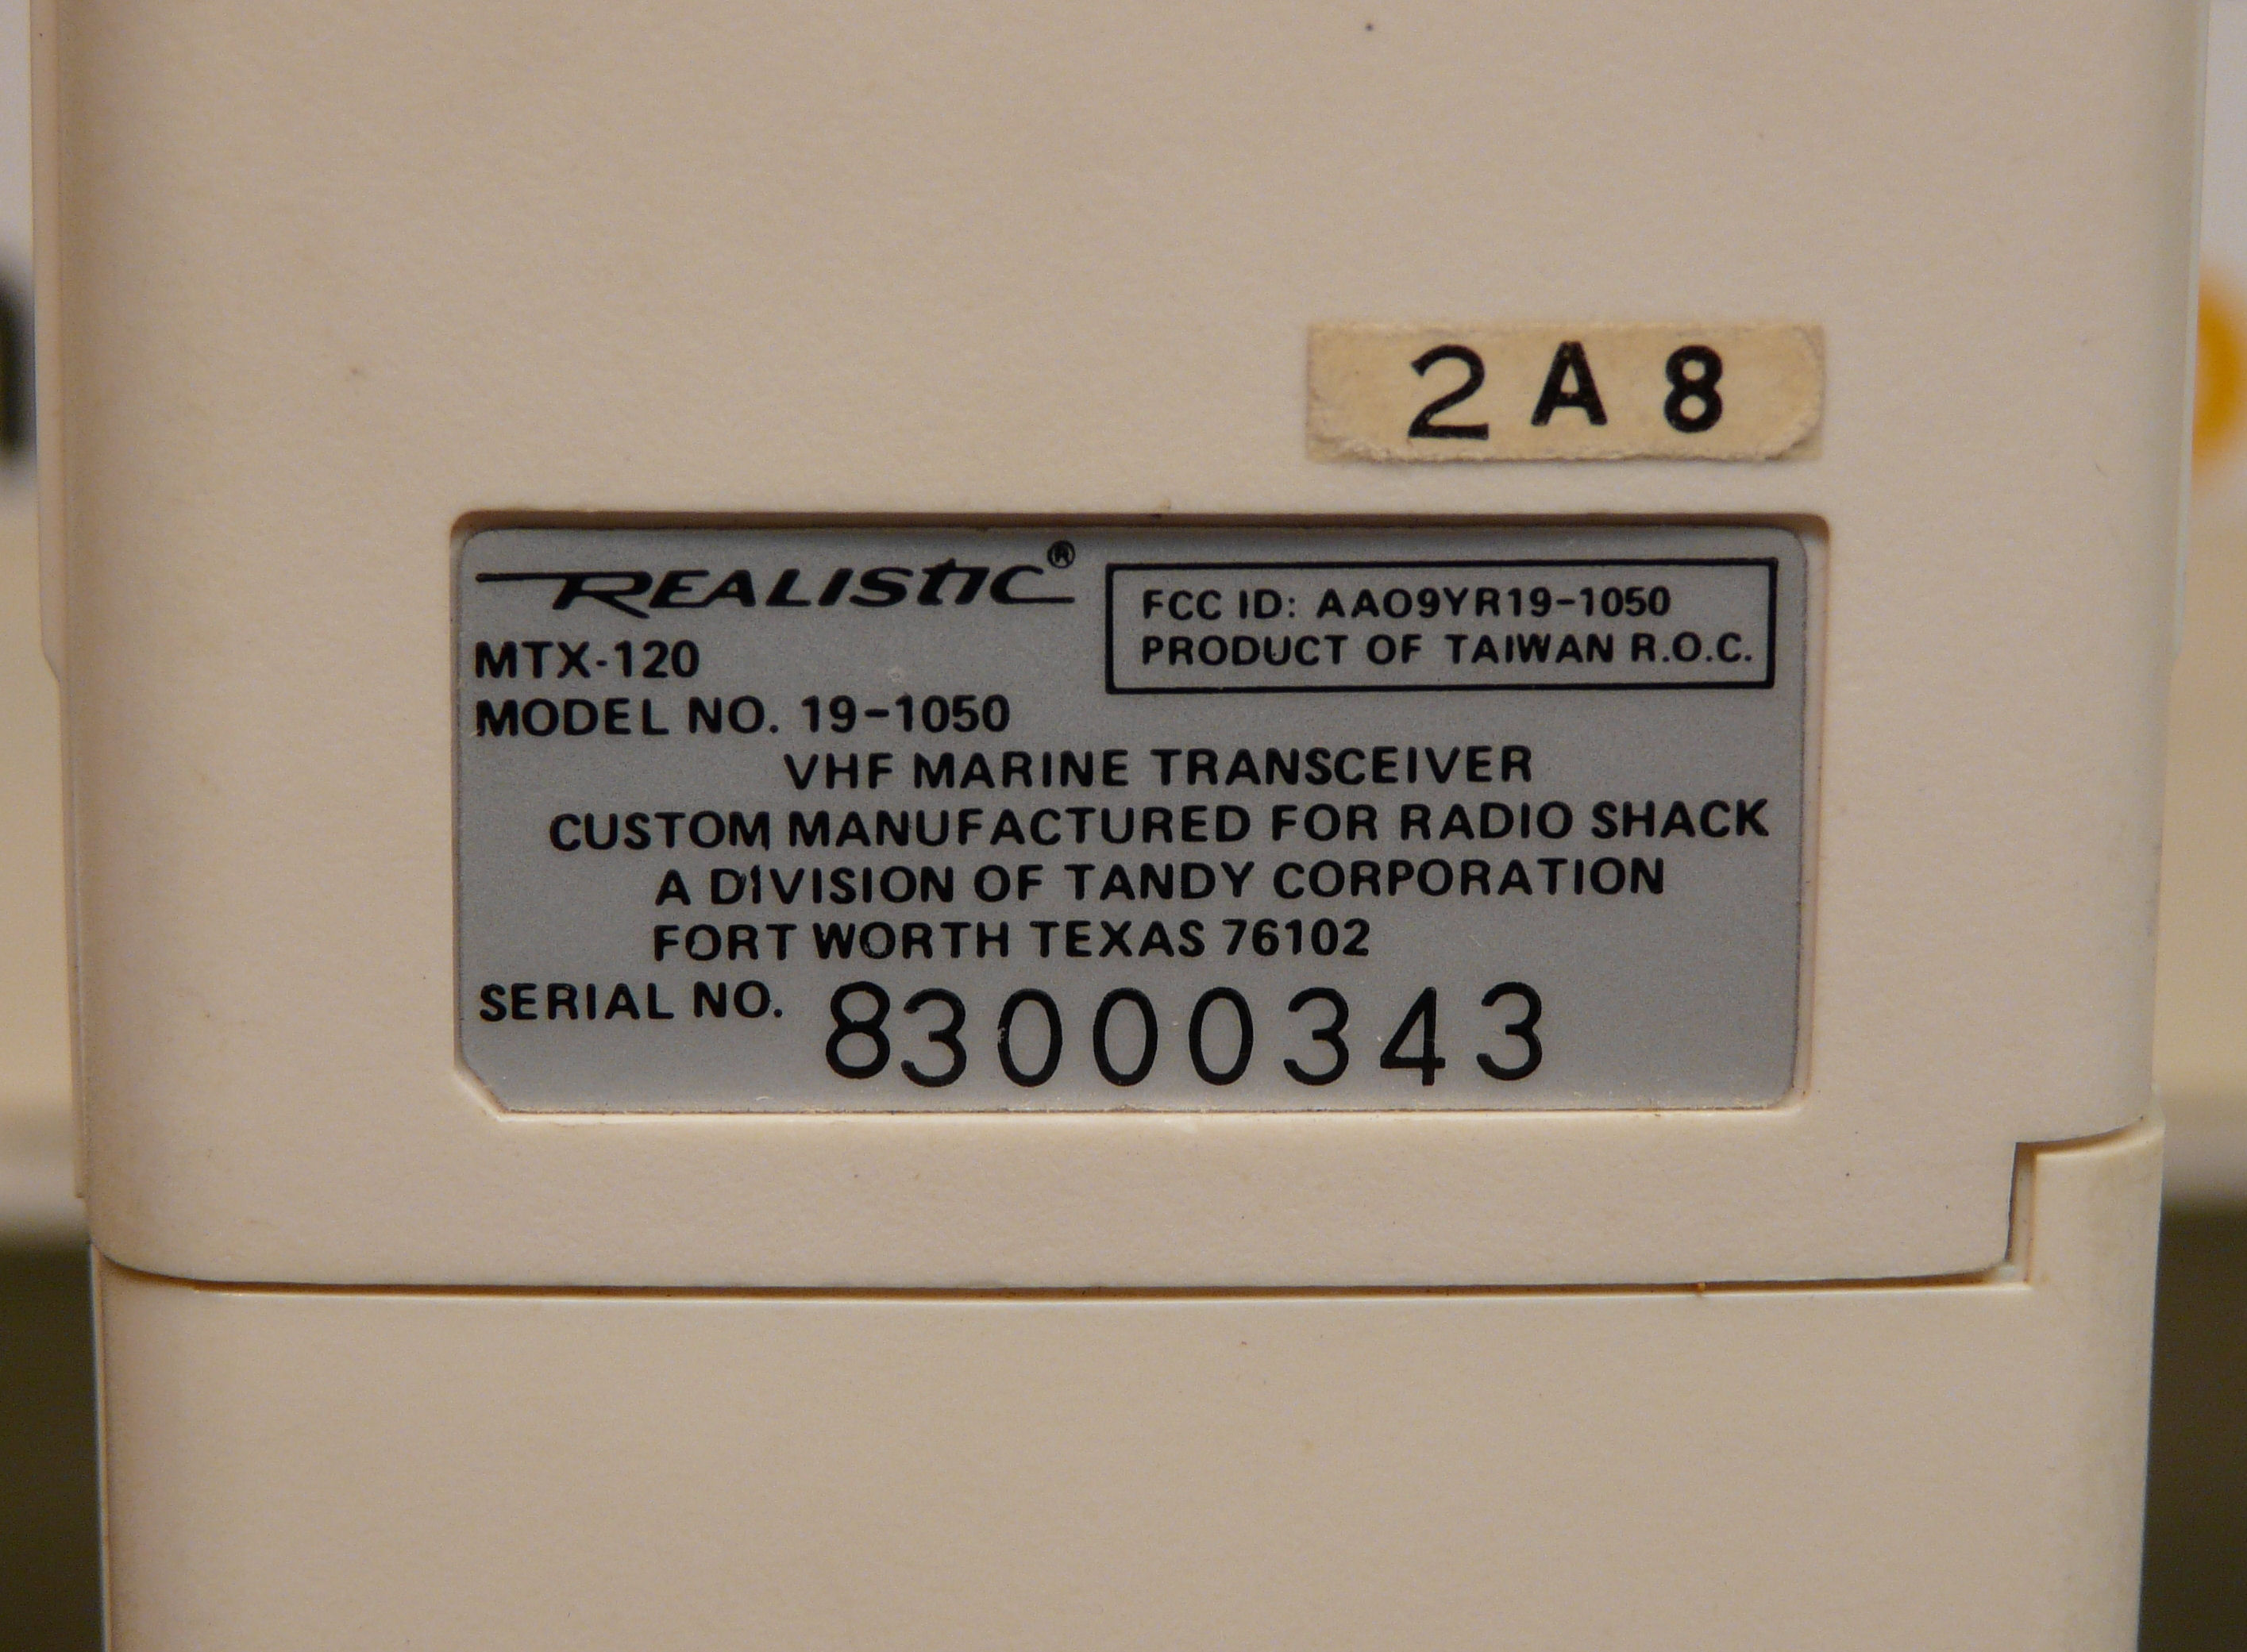 2A8
REALISTIC®
FCC ID: AAO9YR19-1050
PRODUCT OF TAIWAN R.O.C.
MTX-120
MODEL NO. 19-1050
VHF MARINE TRANSCEIVER
CUSTOM MANUFACTURED FOR RADIO SHACK
A DIVISION OF TANDY CORPORATION
FORT WORTH TEXAS 76102
SERIAL NO. 83000343